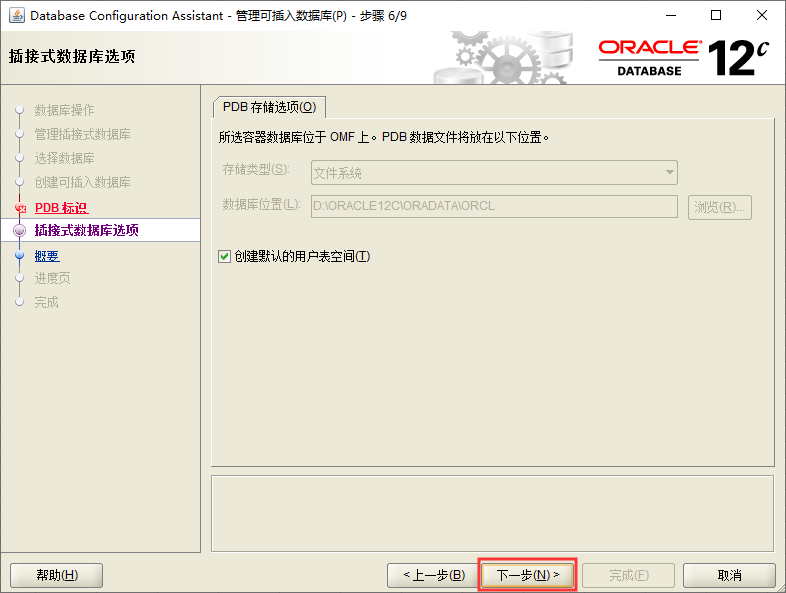 Database Configuration Assistant - 管理可插入数据库(P) - 步骤 6/9
插接式数据库选项
ORACLE
DATABASE
12c
数据库操作
管理插接式数据库
选择数据库
创建可插入数据库
PDB 标识
插接式数据库选项
概要
进度页
完成
PDB 存储选项(O)
所选容器数据库位于 OMF 上。PDB 数据文件将放在以下位置。
存储类型(S):
文件系统
数据库位置(L):
D:\ORACLE12C\ORADATA\ORCL
浏览(R)...
创建默认的用户表空间(T)
帮助(H)
< 上一步(B)
下一步(N) >
完成(F)
取消